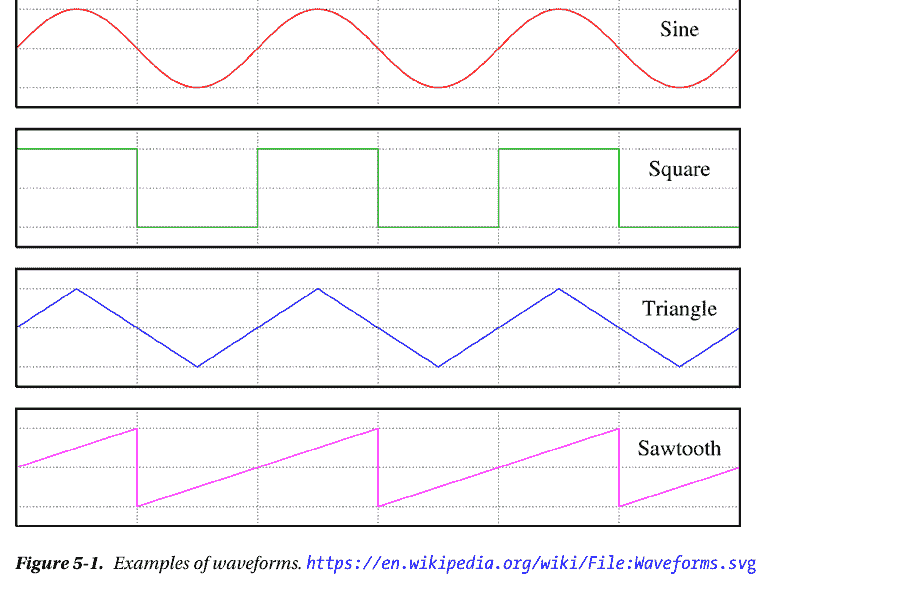 Sine
Square
Triangle
Sawtooth
Figure 5-1. Examples of waveforms. https://en.wikipedia.org/wiki/File:Waveforms.svg